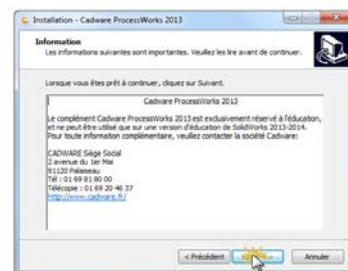 Installation - Cadware ProcessWorks 2013
Information
Les informations suivantes sont importantes. Veuillez les lire avant de continuer.
Lorsque vous êtes prêt à continuer, cliquez sur Suivant.
Cadware ProcessWorks 2013
Le complément Cadware ProcessWorks 2013 est exclusivement réservé à l'éducation,
et ne peut être utilisé que sur une version d'éducation de SolidWorks 2013-2014.
Pour toute information complémentaire, veuillez contacter la société Cadware:
CADWARE Siège Social
2 avenue du 1er Mai
91120 Palaiseau
Tél : 01 69 81 80 00
Télécopie : 01 69 20 46 37
http://www.cadware.fr/
< Précédent
Annuler